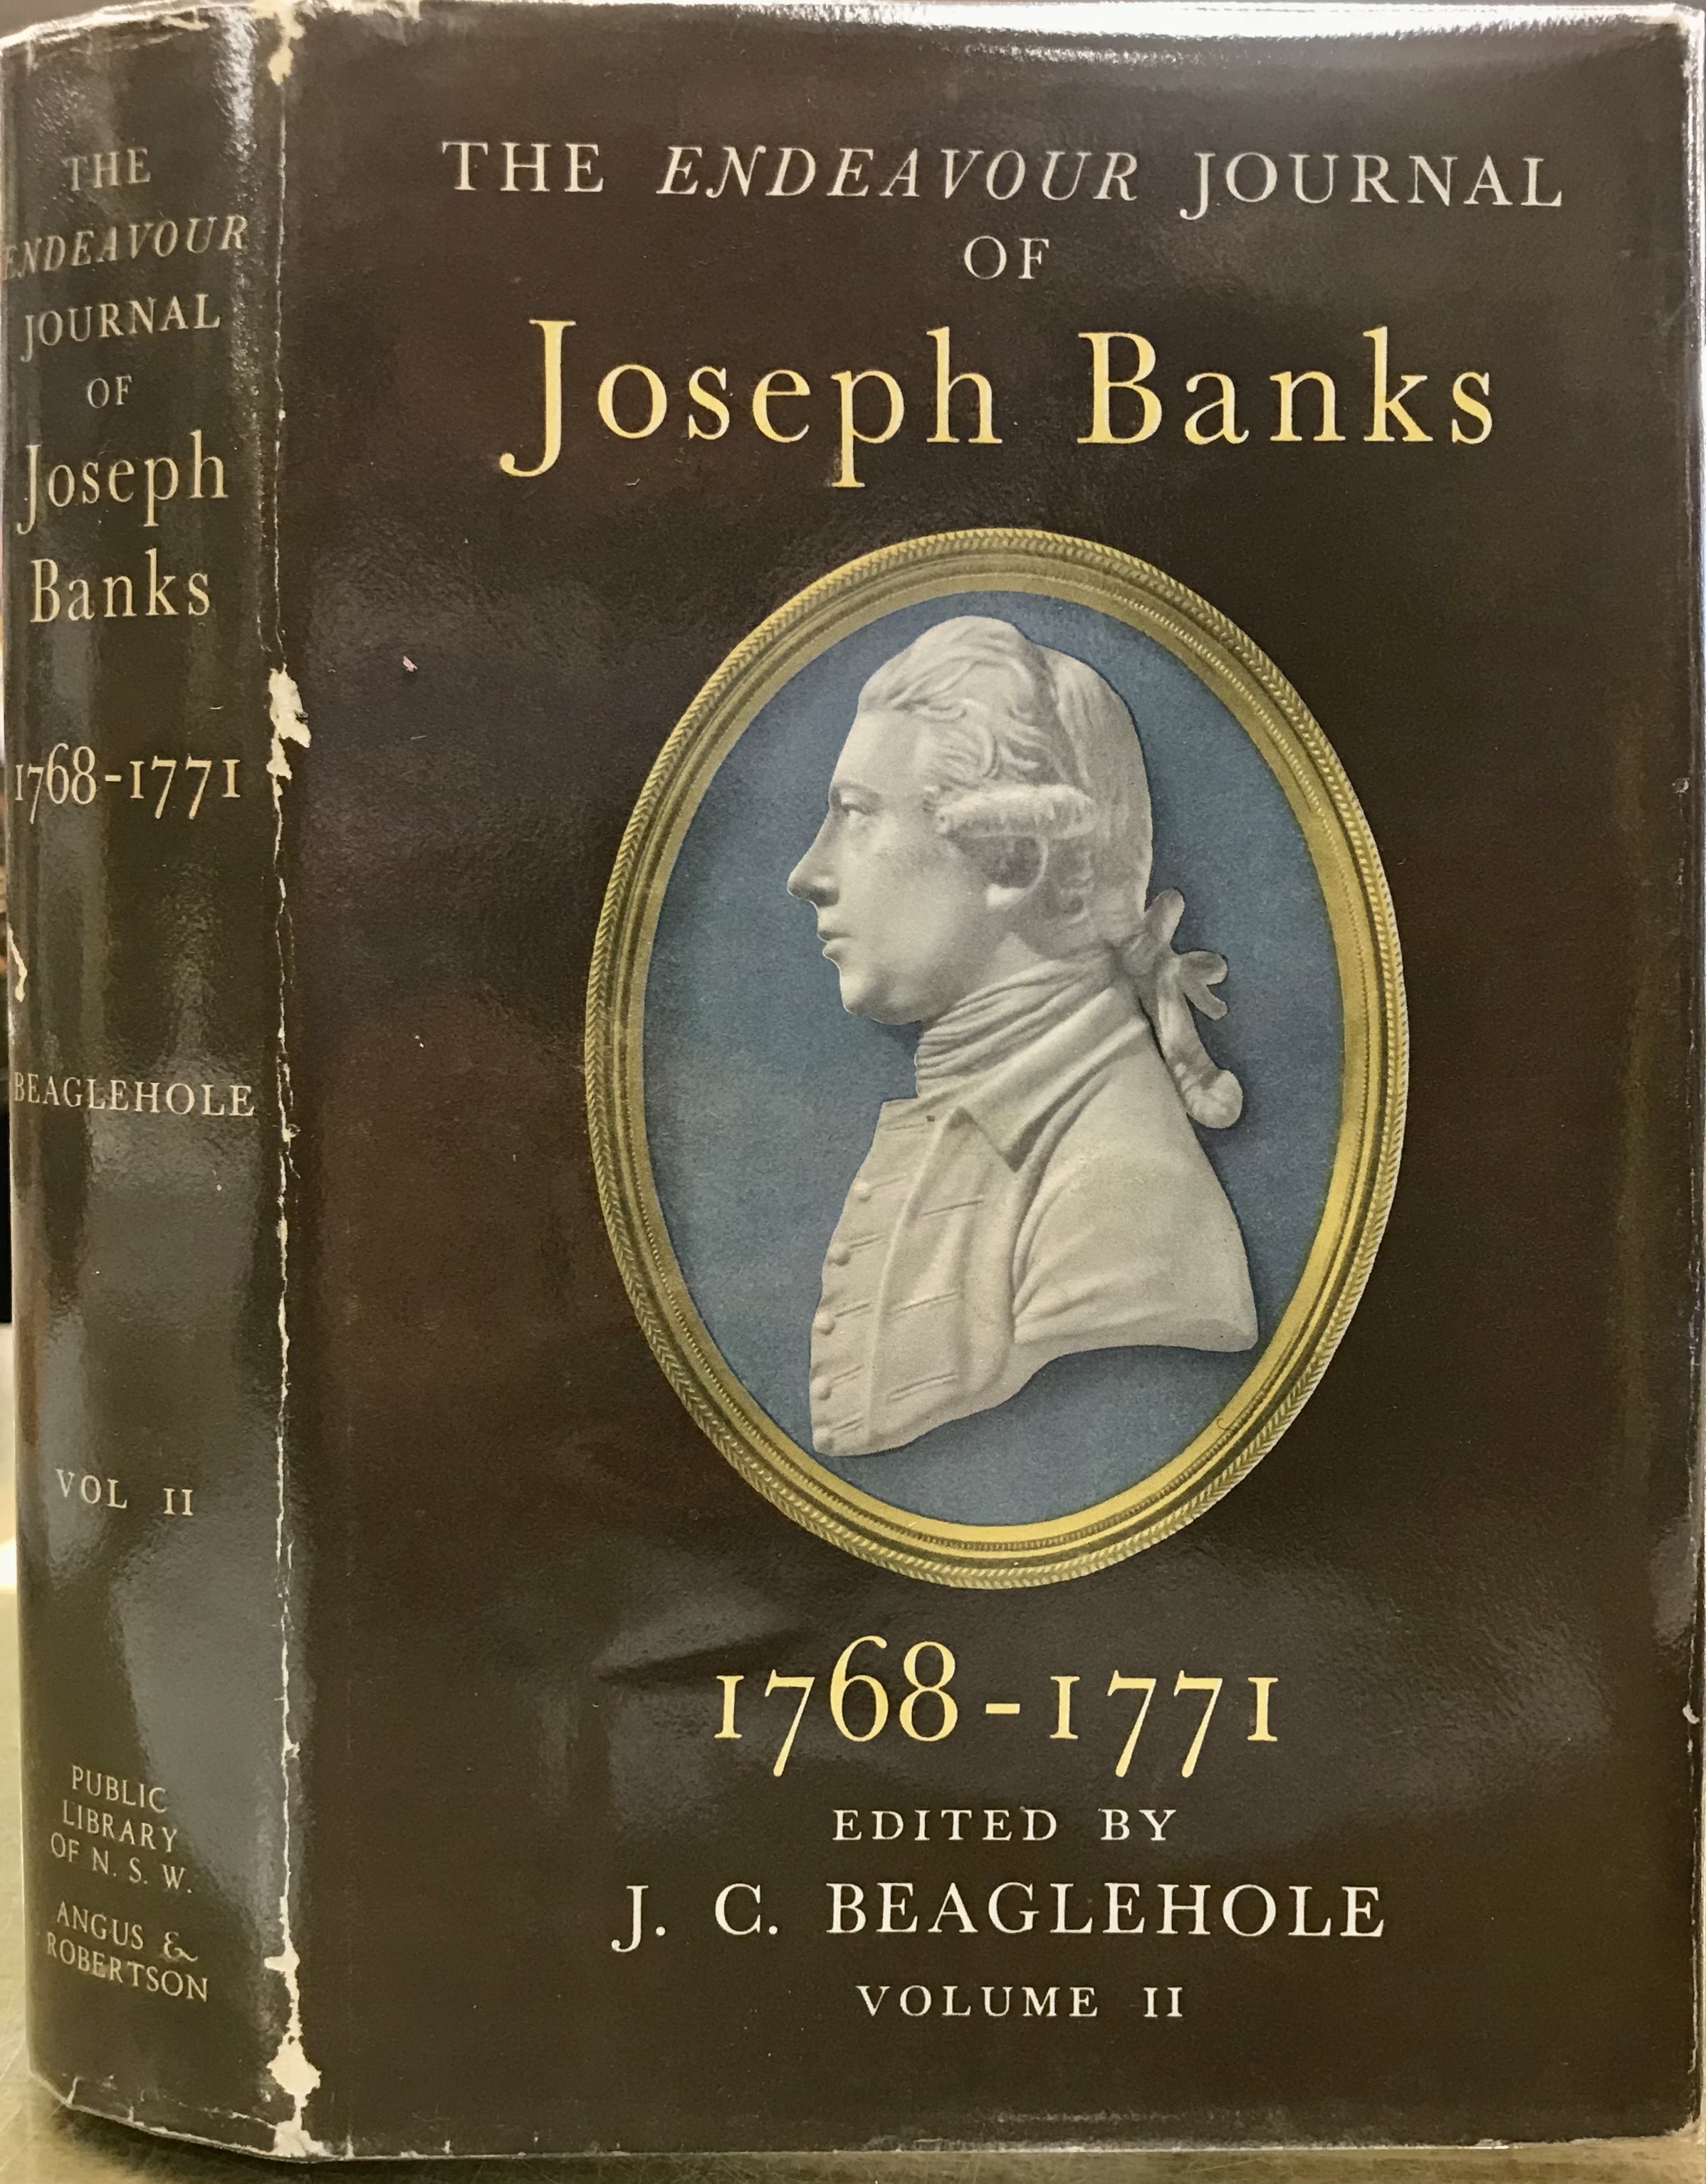 THE
ENDEAVOUR
JOURNAL
OF
Joseph
Banks
1768-1771
BEAGLEHOLE
VOL II
PUBLIC
LIBRARY
OF N. S. W.
ANGUS &
ROBERTSON
THE ENDEAVOUR JOURNAL
OF
Joseph Banks
1768-1771
EDITED BY
J. C. BEAGLEHOLE
VOLUME II